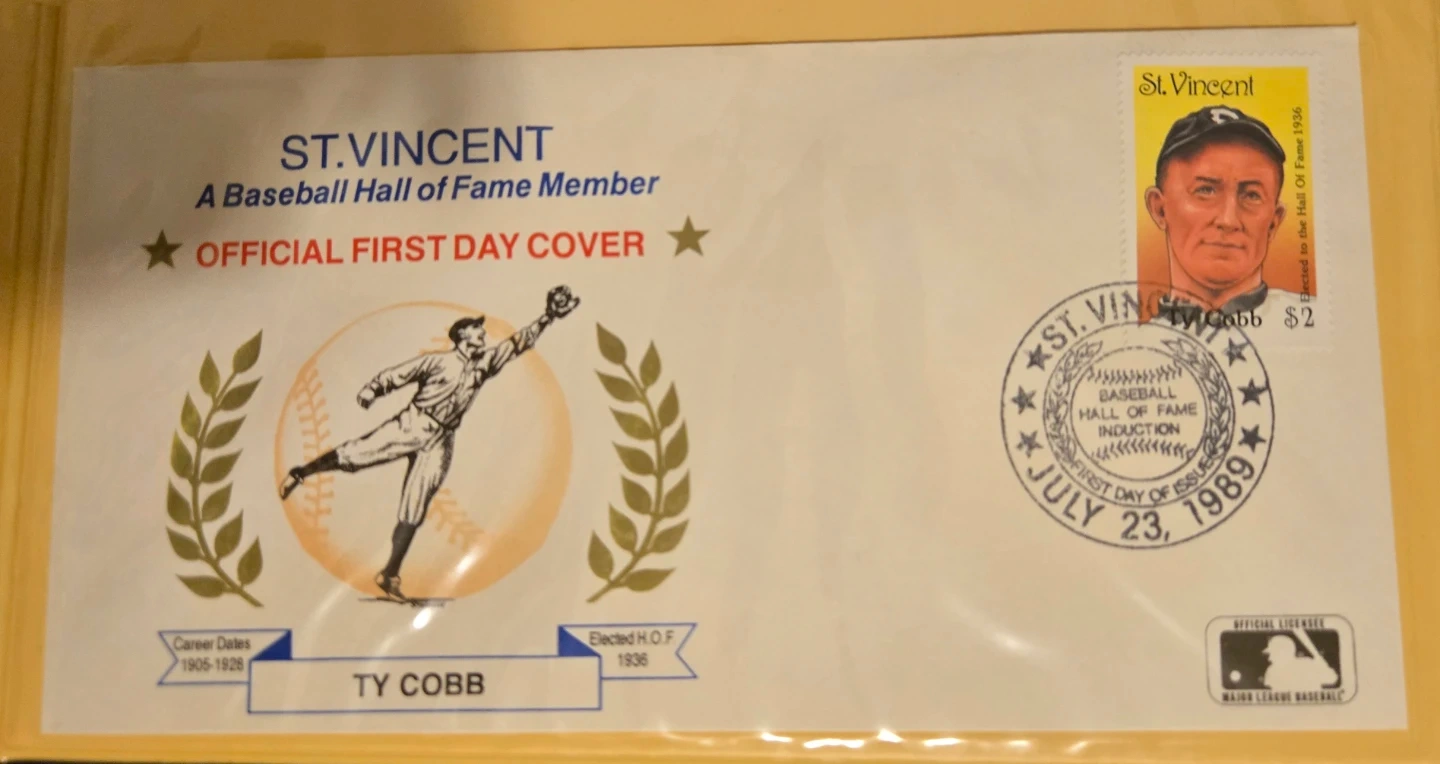 ST.VINCENT
A Baseball Hall of Fame Member
OFFICIAL FIRST DAY COVER
Career Dates
1905-1928
Elected H.O.F.
1936
TY COBB
St. Vincent
Elected to the Hall Of Fame 1936
Ty Cobb $2
ST. VINCENT
BASEBALL
HALL OF FAME
INDUCTION
FIRST DAY OF ISSUE
JULY 23, 1989
OFFICIAL LICENSEE
MAJOR LEAGUE BASEBALL